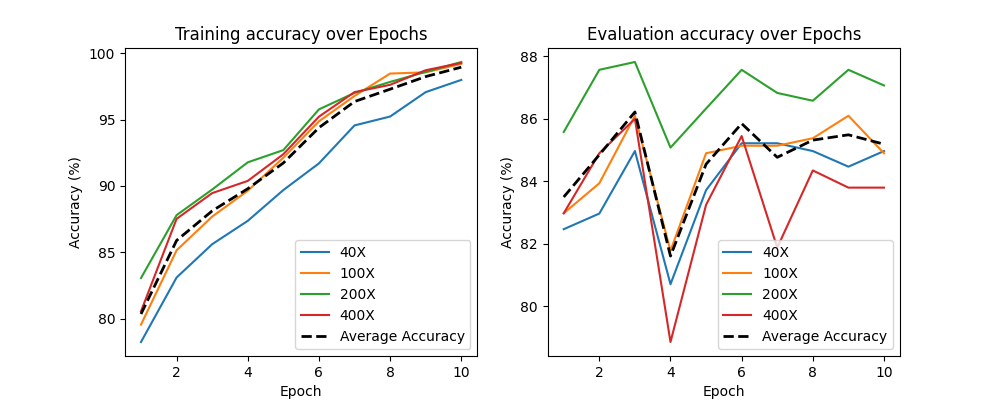 Training accuracy over Epochs
Accuracy (%)
100
95
90
85
80
2
4
6
8
10
Epoch
40X
100X
200X
400X
Average Accuracy
Evaluation accuracy over Epochs
Accuracy (%)
88
86
84
82
80
2
4
6
8
10
Epoch
40X
100X
200X
400X
Average Accuracy